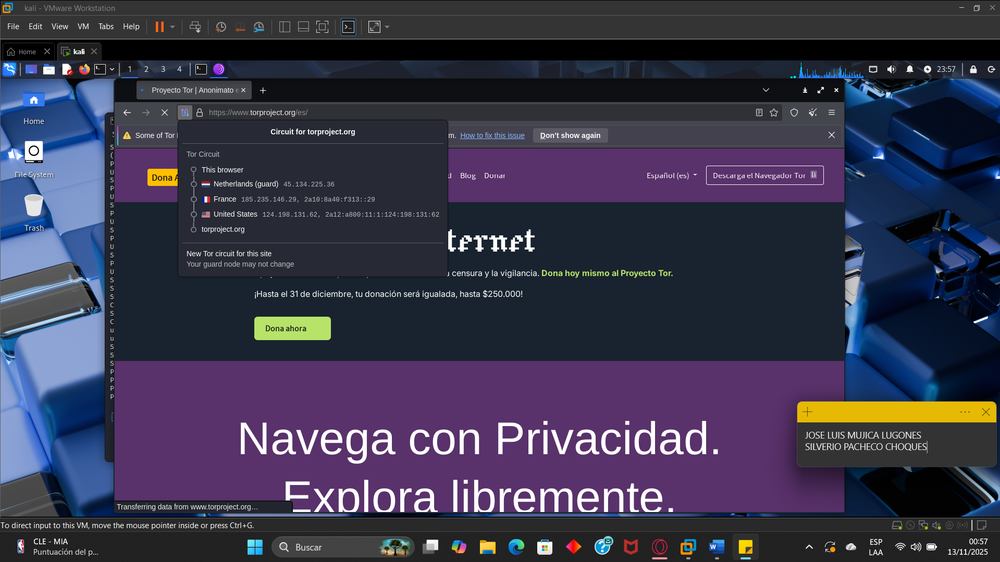 kali - VMware Workstation
File Edit View VM Tabs Help
Home kali
1 2 3 4 23:57
Proyecto Tor | Anonimato e
https://www.torproject.org/es/
Some of Tor
m. How to fix this issue Don't show again
Circuit for torproject.org
Tor Circuit
This browser
Netherlands (guard) 45.134.225.36
France 185.235.146.29, 2a10:8a40:f313::29
United States 124.198.131.62, 2a12:a800:11:1:124:198:131:62
torproject.org
New Tor circuit for this site
Your guard node may not change
Home
File System
Trash
Dona A
d Blog Donar Español (es) Descarga el Navegador Tor
ternet
a censura y la vigilancia. Dona hoy mismo al Proyecto Tor.
¡Hasta el 31 de diciembre, tu donación será igualada, hasta $250.000!
Dona ahora
Navega con Privacidad.
Explora libremente.
Transferring data from www.torproject.org…
JOSE LUIS MUJICA LUGONES
SILVERIO PACHECO CHOQUES
To direct input to this VM, move the mouse pointer inside or press Ctrl+G.
CLE - MIA
Puntuación del p...
Buscar
ESP
LAA
00:57
13/11/2025